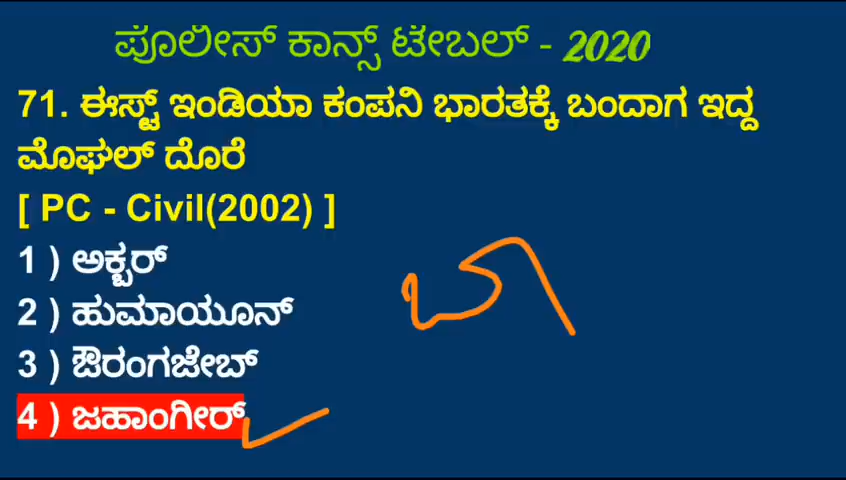 ಪೊಲೀಸ್ ಕಾನ್ಸ್ ಟೇಬಲ್ - 2020
71. ಈಸ್ಟ್ ಇಂಡಿಯಾ ಕಂಪನಿ ಭಾರತಕ್ಕೆ ಬಂದಾಗ ಇದ್ದ
ಮೊಘಲ್ ದೊರೆ
[ PC - Civil(2002) ]
1 ) ಅಕ್ಬರ್
2 ) ಹುಮಾಯೂನ್
3 ) ಔರಂಗಜೇಬ್
4 ) ಜಹಾಂಗೀರ್